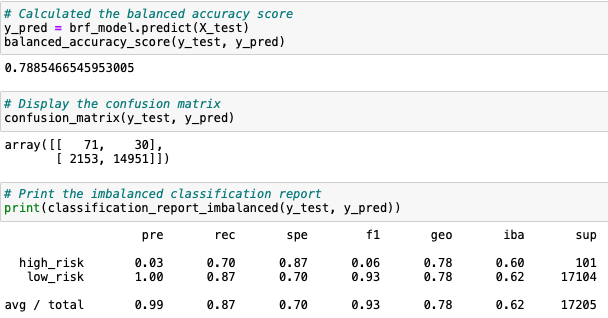 # Calculated the balanced accuracy score
y_pred = brf_model.predict(X_test)
balanced_accuracy_score(y_test, y_pred)
0.7885466545953005
# Display the confusion matrix
confusion_matrix(y_test, y_pred)
array([[   71,    30],
       [ 2153, 14951]])
# Print the imbalanced classification report
print(classification_report_imbalanced(y_test, y_pred))
                   pre       rec       spe        f1       geo       iba       sup
  high_risk       0.03      0.70      0.87      0.06      0.78      0.60       101
   low_risk       1.00      0.87      0.70      0.93      0.78      0.62     17104
avg / total       0.99      0.87      0.70      0.93      0.78      0.62     17205